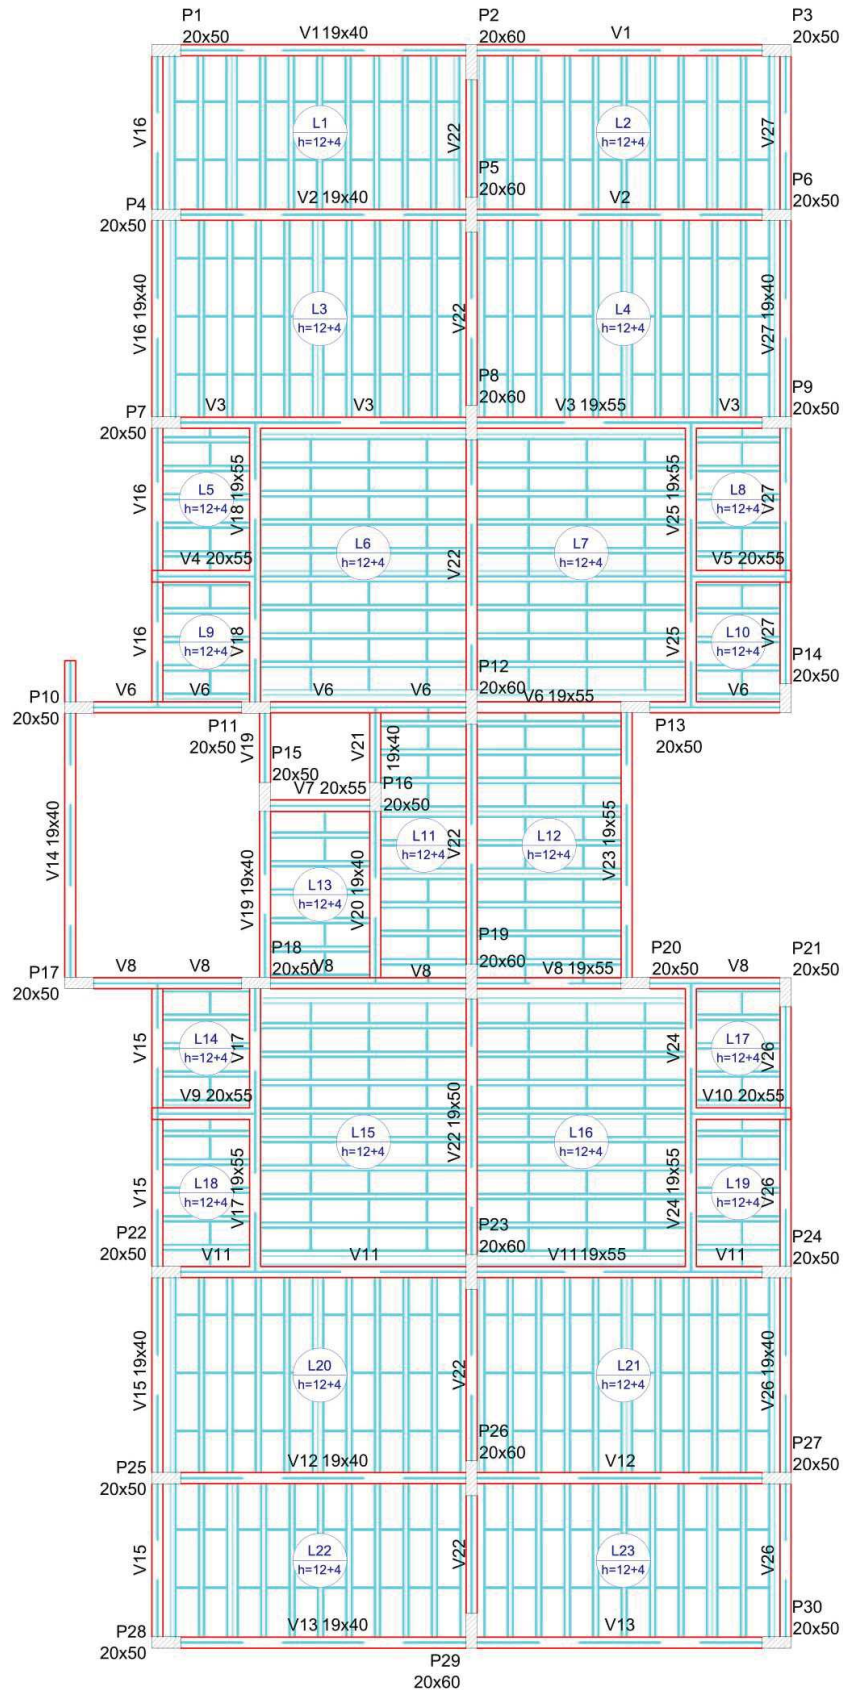 P1
20x50
V119x40
P2
20x60
V1
P3
20x50
V16
L1
h=12+4
V22
L2
h=12+4
V27
P5
20x60
P6
20x50
P4
20x50
V2 19x40
V2
V16 19x40
L3
h=12+4
V22
L4
h=12+4
V27 19x40
P8
20x60
P9
20x50
P7
20x50
V3
V3
V3 19x55
V3
V16
L5
h=12+4
V18 19x55
L6
h=12+4
V22
L7
h=12+4
V25 19x55
L8
h=12+4
V27
V4 20x55
V5 20x55
V16
L9
h=12+4
V18
V25
L10
h=12+4
V27
P12
20x60
P14
20x50
P10
20x50
V6
V6
V6
V6
V6 19x55
V6
P11
20x50
V19
P15
20x50
V21
19x40
P13
20x50
V7 20x55
P16
20x50
V14 19x40
V19 19x40
L13
h=12+4
V20 19x40
L11
h=12+4
V22
L12
h=12+4
V23 19x55
P17
20x50
V8
V8
P18
20x50
V8
V8
P19
20x60
V8 19x55
P20
20x50
V8
P21
20x50
V15
L14
h=12+4
V17
V24
L17
h=12+4
V26
V9 20x55
V10 20x55
L15
h=12+4
V22 19x50
L16
h=12+4
V15
L18
h=12+4
V17 19x55
V24 19x55
L19
h=12+4
V26
P22
20x50
V11
V11
P23
20x60
V11 19x55
V11
P24
20x50
V15 19x40
L20
h=12+4
V22
L21
h=12+4
V26 19x40
P26
20x60
P27
20x50
P25
20x50
V12 19x40
V12
V15
L22
h=12+4
V22
L23
h=12+4
V26
P28
20x50
V13 19x40
P29
20x60
V13
P30
20x50